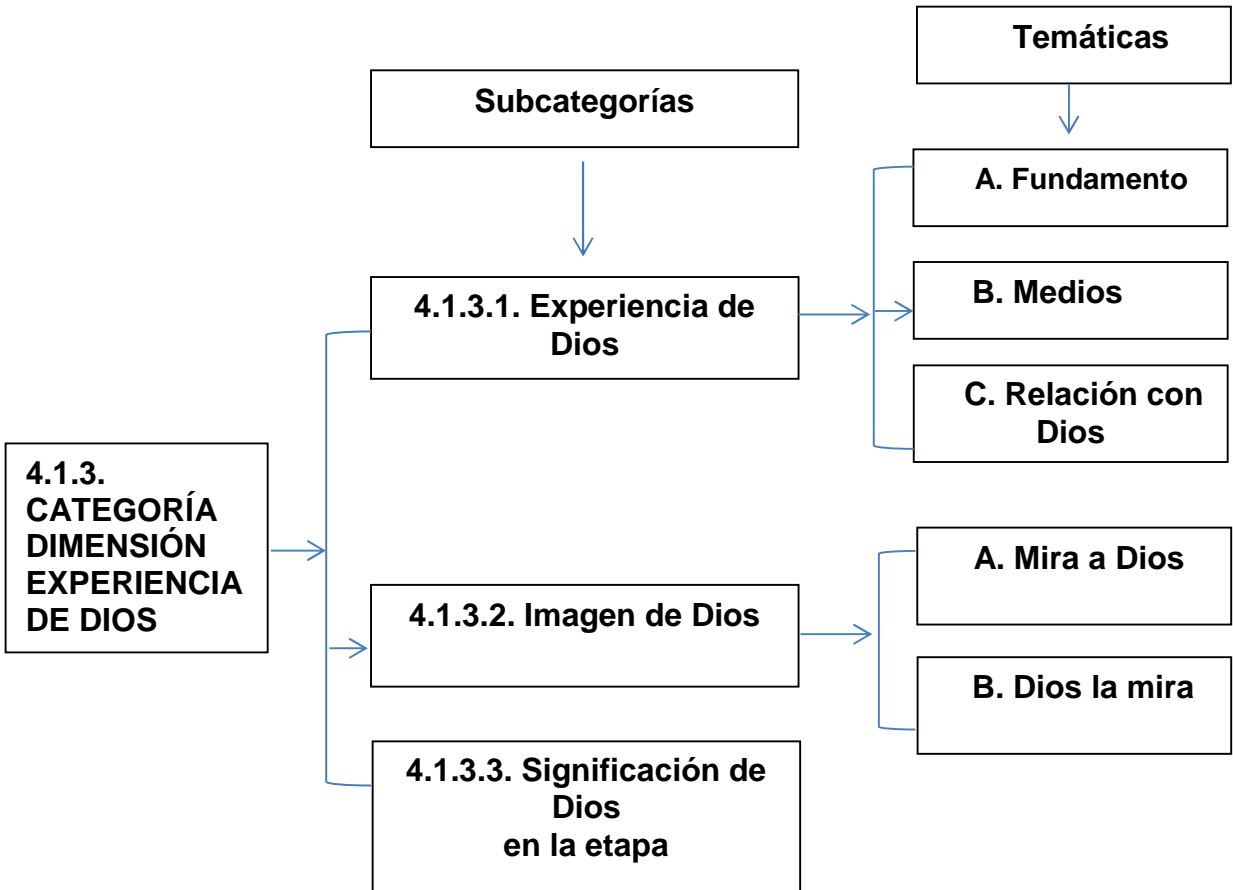 Temáticas
Subcategorías
A. Fundamento
4.1.3.1. Experiencia de
Dios
B. Medios
C. Relación con
Dios
4.1.3.
CATEGORÍA
DIMENSIÓN
EXPERIENCIA
DE DIOS
4.1.3.2. Imagen de Dios
A. Mira a Dios
B. Dios la mira
4.1.3.3. Significación de
Dios
en la etapa